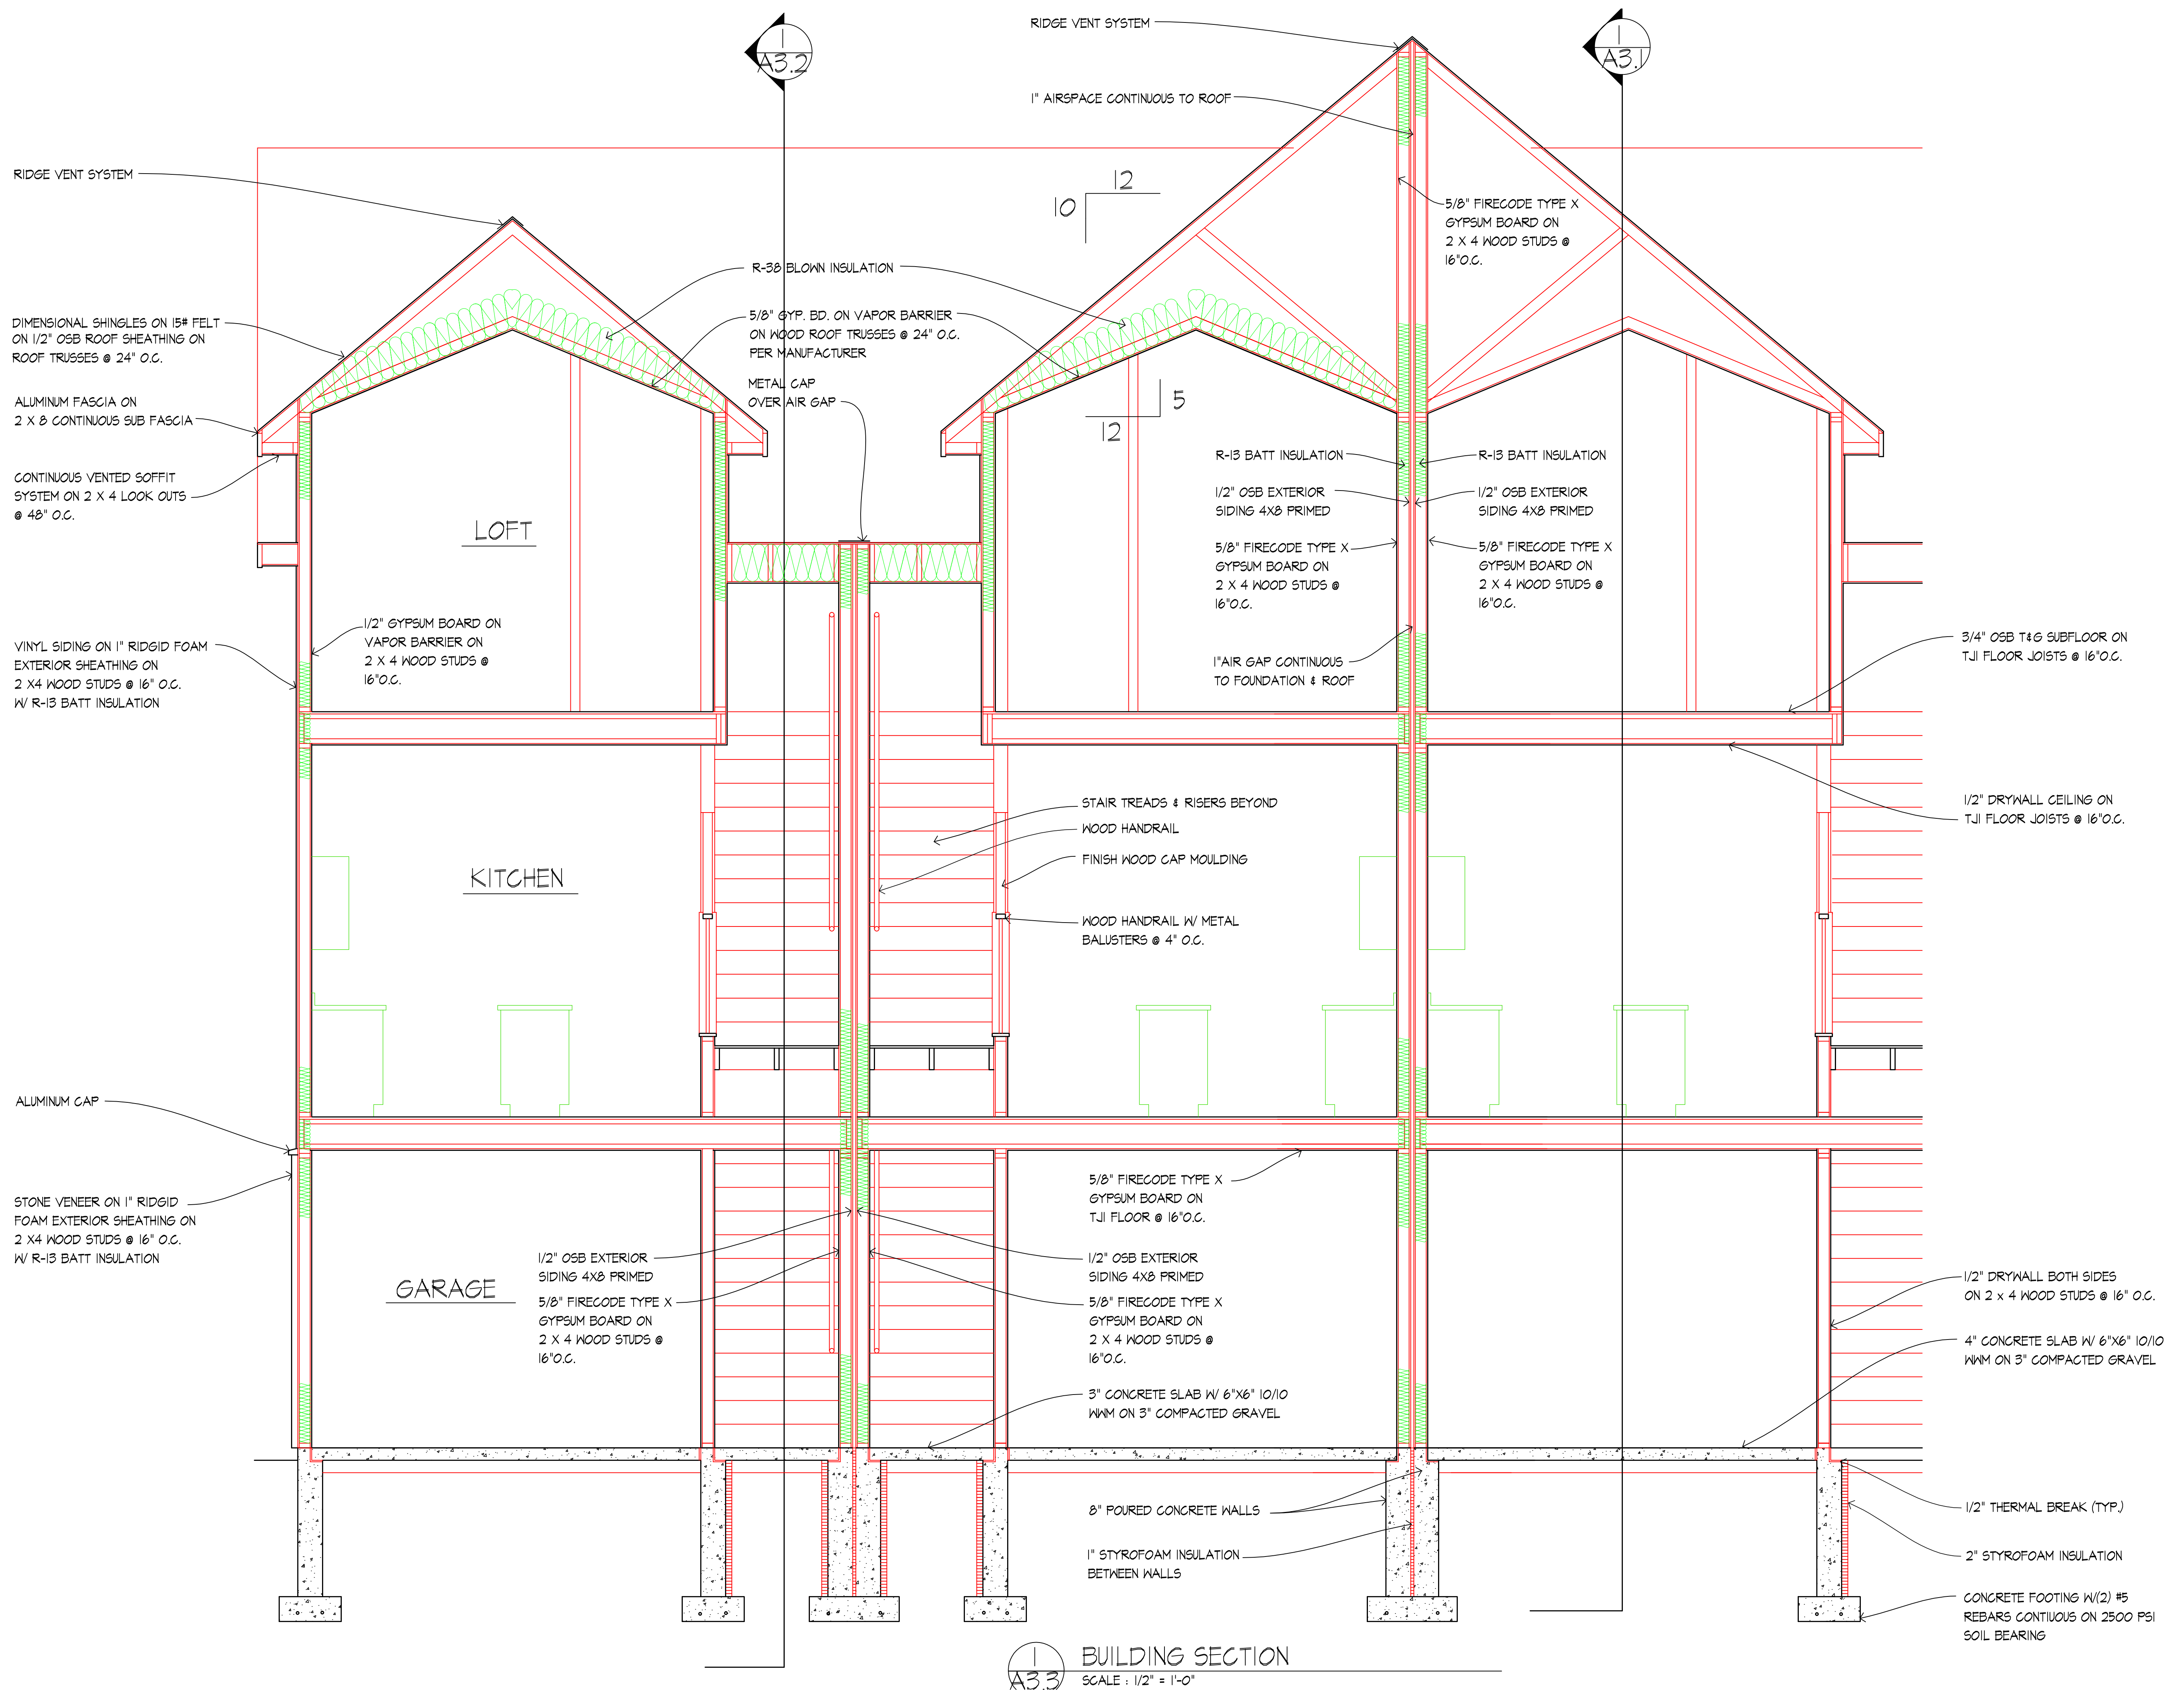 1
A3.2
RIDGE VENT SYSTEM
1
A3.1
1" AIRSPACE CONTINUOUS TO ROOF
RIDGE VENT SYSTEM
12
10
5/8" FIRECODE TYPE X
GYPSUM BOARD ON
2 X 4 WOOD STUDS @
16"O.C.
R-38 BLOWN INSULATION
DIMENSIONAL SHINGLES ON 15# FELT
ON 1/2" OSB ROOF SHEATHING ON
ROOF TRUSSES @ 24" O.C.
5/8" GYP. BD. ON VAPOR BARRIER
ON WOOD ROOF TRUSSES @ 24" O.C.
PER MANUFACTURER
METAL CAP
OVER AIR GAP
5
12
ALUMINUM FASCIA ON
2 X 8 CONTINUOUS SUB FASCIA
CONTINUOUS VENTED SOFFIT
SYSTEM ON 2 X 4 LOOK OUTS
@ 48" O.C.
R-13 BATT INSULATION
1/2" OSB EXTERIOR
SIDING 4X8 PRIMED
5/8" FIRECODE TYPE X
GYPSUM BOARD ON
2 X 4 WOOD STUDS @
16"O.C.
R-13 BATT INSULATION
1/2" OSB EXTERIOR
SIDING 4X8 PRIMED
5/8" FIRECODE TYPE X
GYPSUM BOARD ON
2 X 4 WOOD STUDS @
16"O.C.
LOFT
1/2" GYPSUM BOARD ON
VAPOR BARRIER ON
2 X 4 WOOD STUDS @
16"O.C.
VINYL SIDING ON 1" RIDGID FOAM
EXTERIOR SHEATHING ON
2 X4 WOOD STUDS @ 16" O.C.
W/ R-13 BATT INSULATION
1"AIR GAP CONTINUOUS
TO FOUNDATION & ROOF
3/4" OSB T&G SUBFLOOR ON
TJI FLOOR JOISTS @ 16"O.C.
1/2" DRYWALL CEILING ON
TJI FLOOR JOISTS @ 16"O.C.
STAIR TREADS & RISERS BEYOND
WOOD HANDRAIL
FINISH WOOD CAP MOULDING
KITCHEN
WOOD HANDRAIL W/ METAL
BALUSTERS @ 4" O.C.
ALUMINUM CAP
STONE VENEER ON 1" RIDGID
FOAM EXTERIOR SHEATHING ON
2 X4 WOOD STUDS @ 16" O.C.
W/ R-13 BATT INSULATION
5/8" FIRECODE TYPE X
GYPSUM BOARD ON
TJI FLOOR @ 16"O.C.
GARAGE
1/2" OSB EXTERIOR
SIDING 4X8 PRIMED
5/8" FIRECODE TYPE X
GYPSUM BOARD ON
2 X 4 WOOD STUDS @
16"O.C.
1/2" OSB EXTERIOR
SIDING 4X8 PRIMED
5/8" FIRECODE TYPE X
GYPSUM BOARD ON
2 X 4 WOOD STUDS @
16"O.C.
1/2" DRYWALL BOTH SIDES
ON 2 x 4 WOOD STUDS @ 16" O.C.
4" CONCRETE SLAB W/ 6"X6" 10/10
WWM ON 3" COMPACTED GRAVEL
3" CONCRETE SLAB W/ 6"X6" 10/10
WWM ON 3" COMPACTED GRAVEL
8" POURED CONCRETE WALLS
1" STYROFOAM INSULATION
BETWEEN WALLS
1/2" THERMAL BREAK (TYP.)
2" STYROFOAM INSULATION
CONCRETE FOOTING W/(2) #5
REBARS CONTIUOUS ON 2500 PSI
SOIL BEARING
1
A3.3
BUILDING SECTION
SCALE : 1/2" = 1'-0"